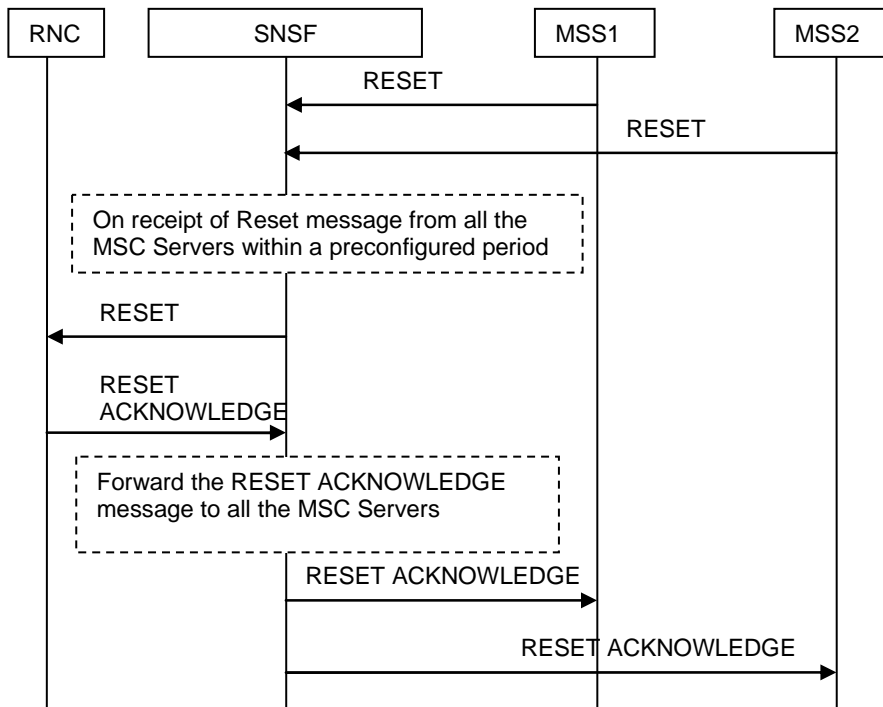 RNC
SNSF
MSS1
MSS2
RESET
RESET
On receipt of Reset message from all the
MSC Servers within a preconfigured period
RESET
RESET
ACKNOWLEDGE
Forward the RESET ACKNOWLEDGE
message to all the MSC Servers
RESET ACKNOWLEDGE
RESET ACKNOWLEDGE